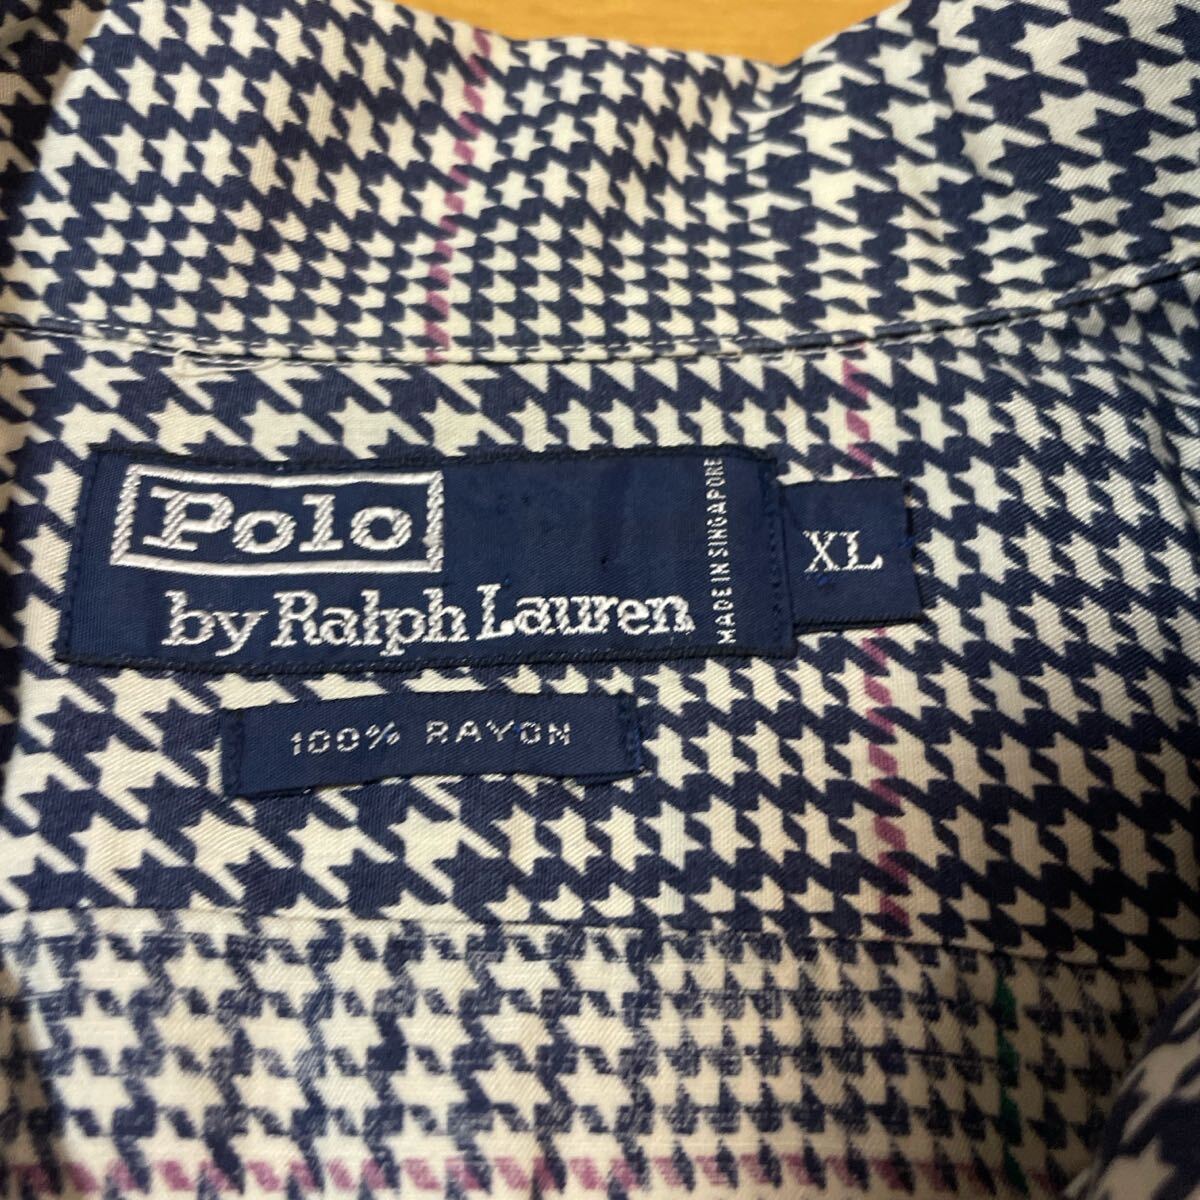 Polo
by Ralph Lauren
MADE IN SINGAPORE
XL
100% RAYON